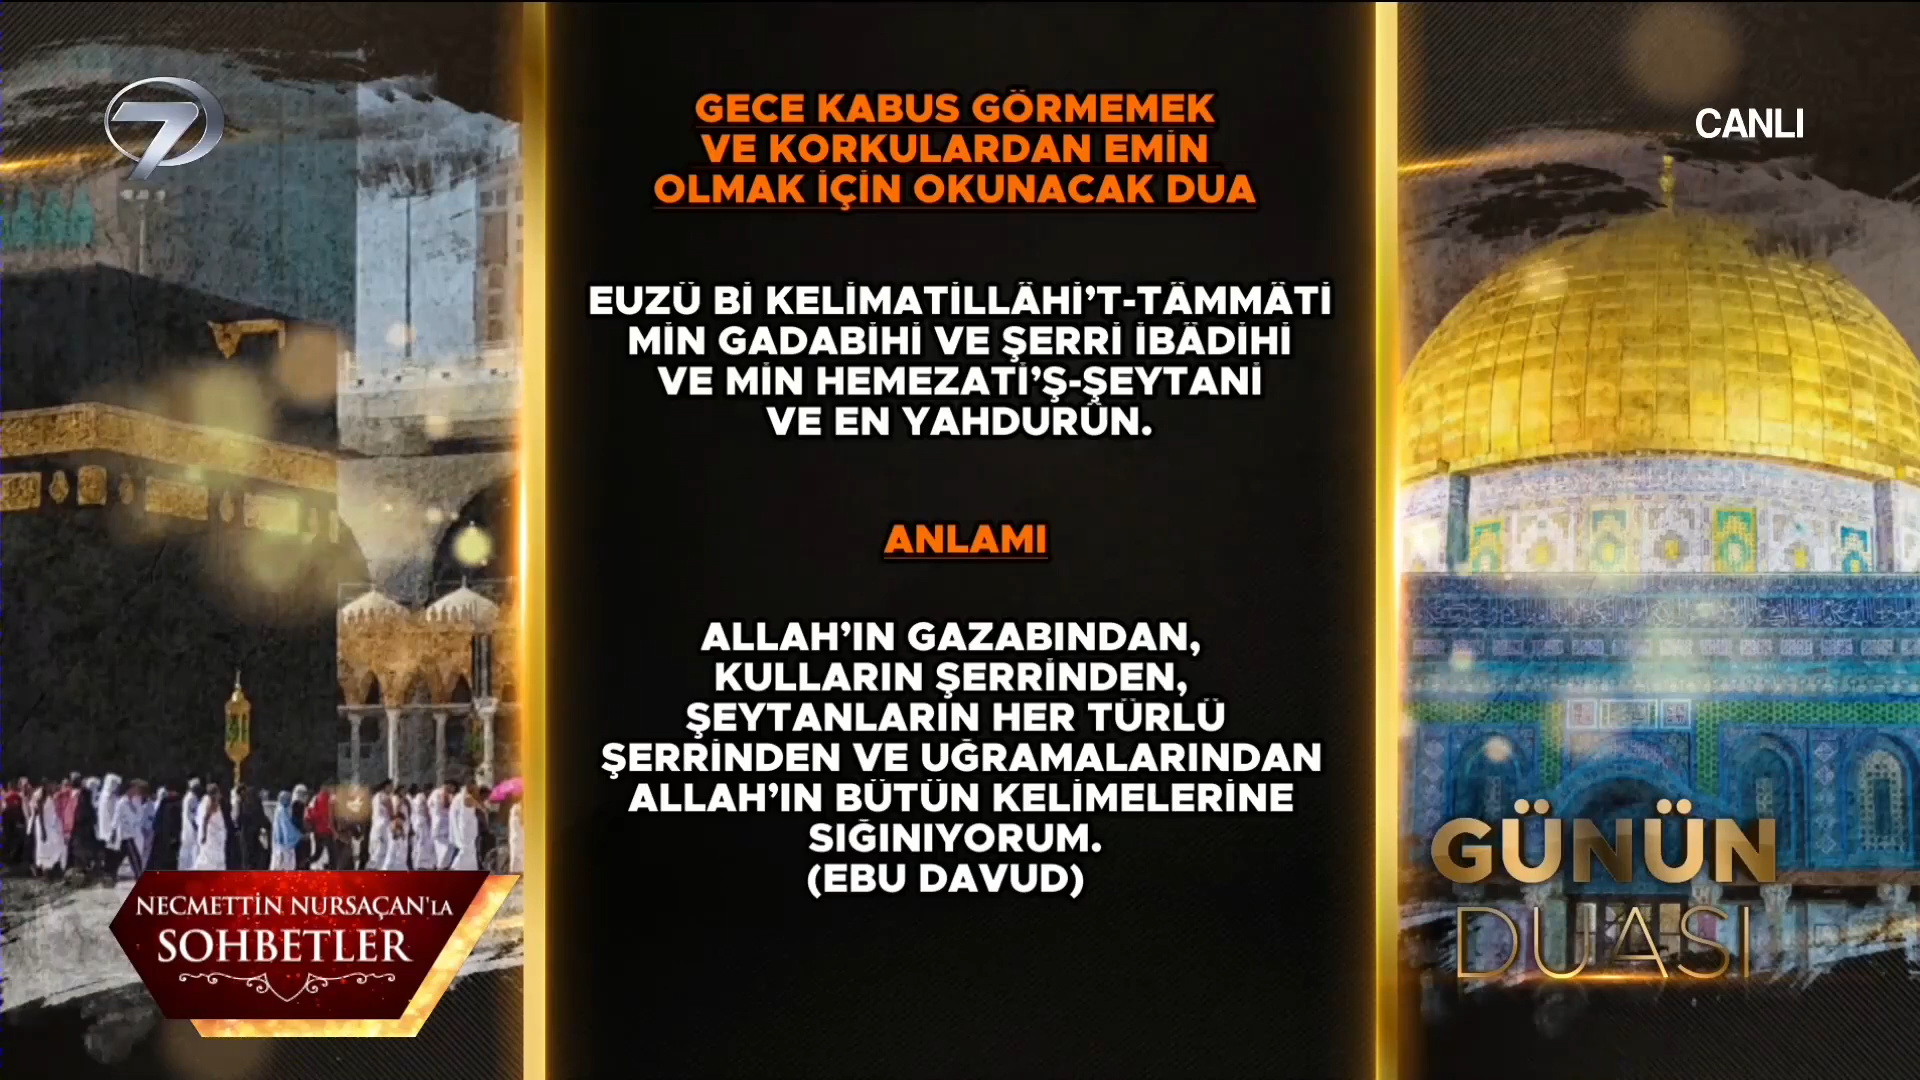 7
CANLI
GECE KABUS GÖRMEMEK
VE KORKULARDAN EMİN
OLMAK İÇİN OKUNACAK DUA
EUZÜ Bİ KELİMATİLLÂHİ’T-TÂMMÂTİ
MİN GADABİHİ VE ŞERRİ İBÂDİHİ
VE MİN HEMEZATİ’Ş-ŞEYTANİ
VE EN YAHDURÜN.
ANLAMI
ALLAH’IN GAZABINDAN,
KULLARIN ŞERRİNDEN,
ŞEYTANLARIN HER TÜRLÜ
ŞERRİNDEN VE UĞRAMALARINDAN
ALLAH’IN BÜTÜN KELİMELERİNE
SIĞINIYORUM.
(EBU DAVUD)
NECMETTİN NURSAÇAN'LA
SOHBETLER
GÜNÜN
DUASI